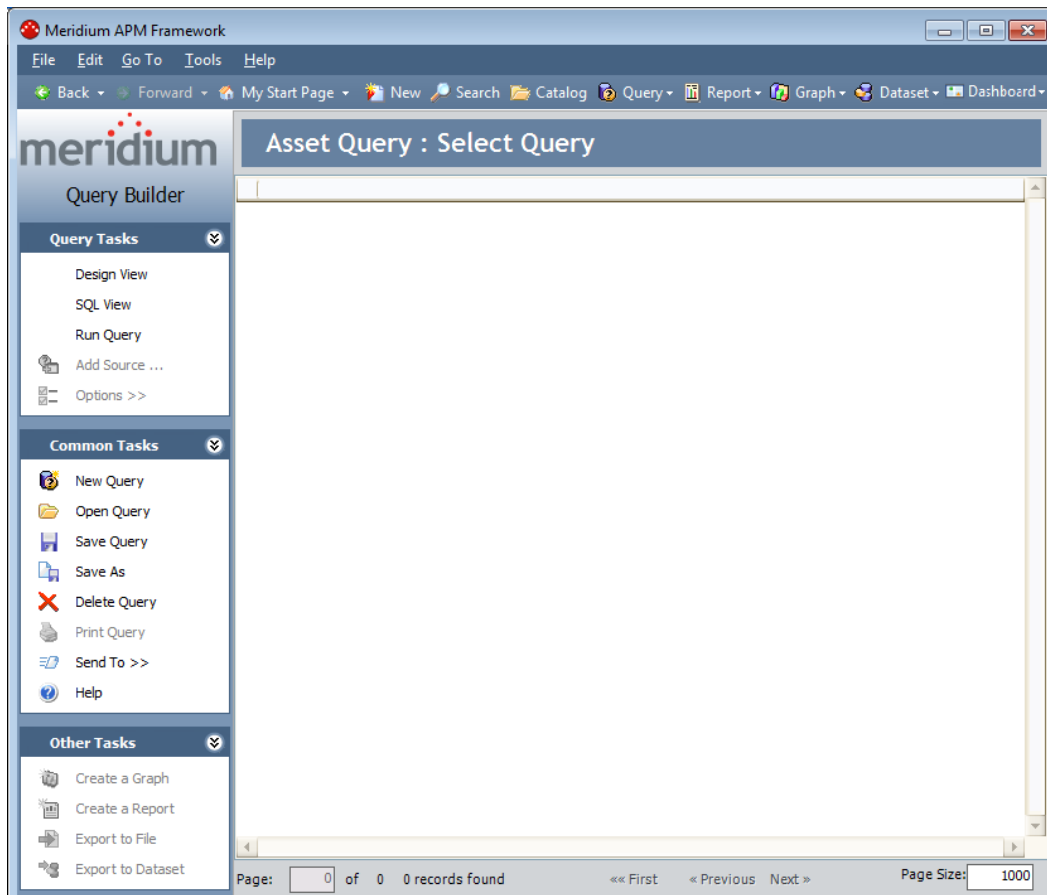 Meridium APM Framework
File Edit Go To Tools Help
Back Forward My Start Page New Search Catalog Query Report Graph Dataset Dashboard
meridium
Query Builder
Asset Query : Select Query
Query Tasks
Design View
SQL View
Run Query
Add Source ...
Options >>
Common Tasks
New Query
Open Query
Save Query
Save As
Delete Query
Print Query
Send To >>
Help
Other Tasks
Create a Graph
Create a Report
Export to File
Export to Dataset
Page: 0 of 0 0 records found «« First « Previous Next » Page Size: 1000